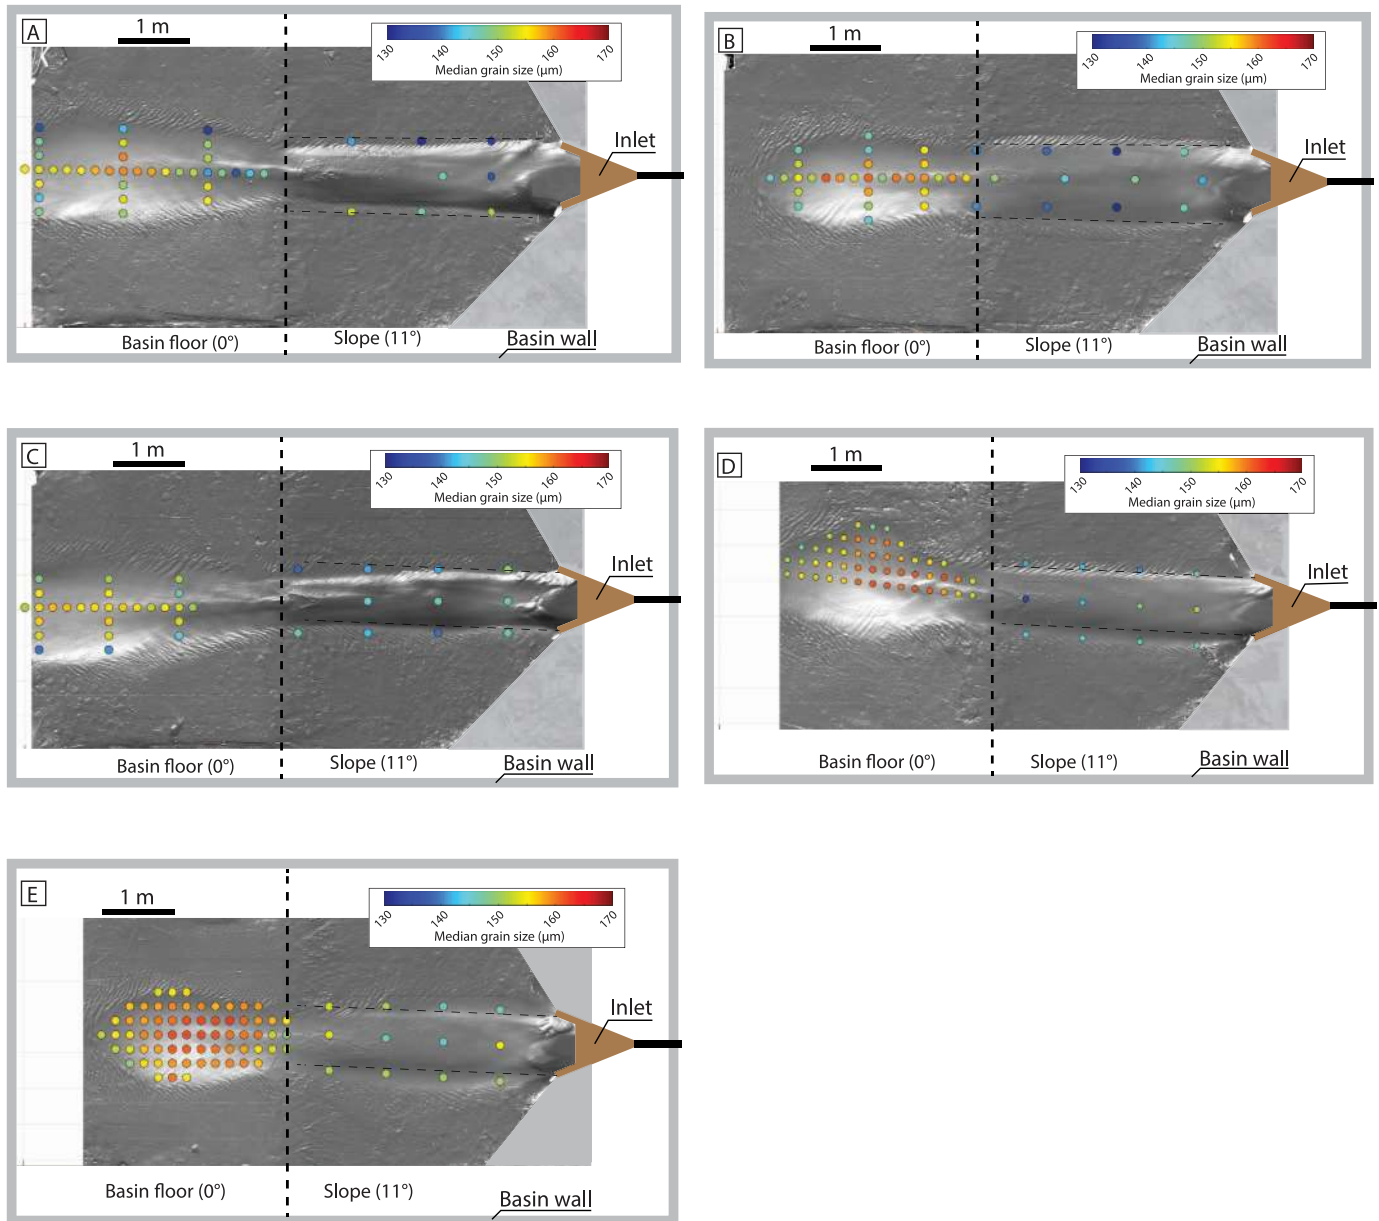 A
1 m
130 140 150 160 170
Median grain size (μm)
Inlet
Basin floor (0°)
Slope (11°)
Basin wall
B
1 m
130 140 150 160 170
Median grain size (μm)
Inlet
Basin floor (0°)
Slope (11°)
Basin wall
C
1 m
130 140 150 160 170
Median grain size (μm)
Inlet
Basin floor (0°)
Slope (11°)
Basin wall
D
1 m
130 140 150 160 170
Median grain size (μm)
Inlet
Basin floor (0°)
Slope (11°)
Basin wall
E
1 m
130 140 150 160 170
Median grain size (μm)
Inlet
Basin floor (0°)
Slope (11°)
Basin wall